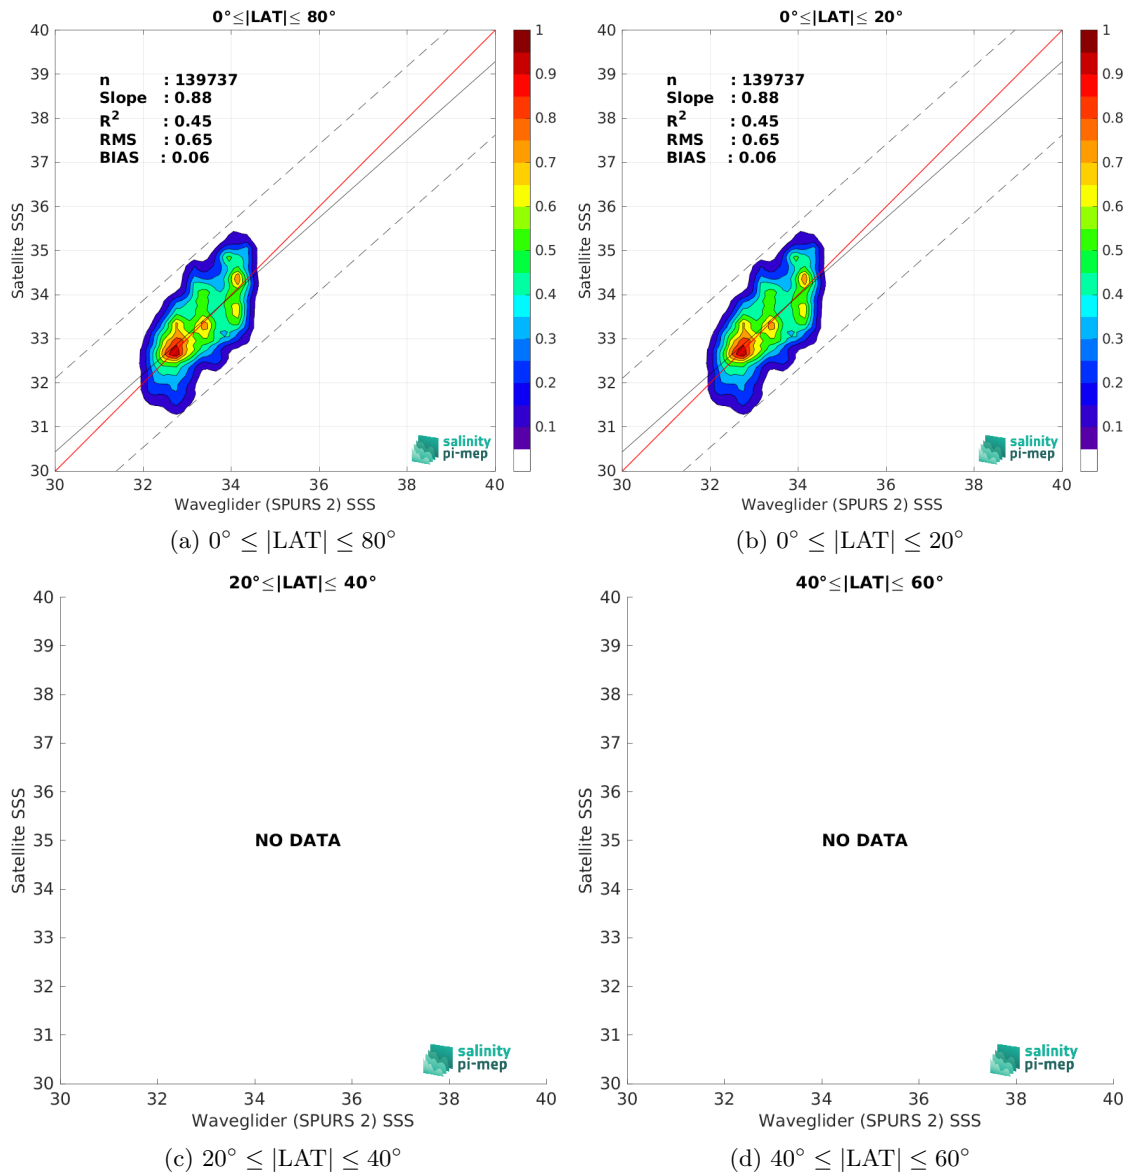 0°≤|LAT|≤ 80°
40
39
38
37
36
35
34
33
32
31
30
30
32
34
36
38
40
Satellite SSS
Waveglider (SPURS 2) SSS
n : 139737
Slope : 0.88
R² : 0.45
RMS : 0.65
BIAS : 0.06
1
0.9
0.8
0.7
0.6
0.5
0.4
0.3
0.2
0.1
salinity
pi-mep
(a) 0° ≤ |LAT| ≤ 80°
0°≤|LAT|≤ 20°
40
39
38
37
36
35
34
33
32
31
30
30
32
34
36
38
40
Satellite SSS
Waveglider (SPURS 2) SSS
n : 139737
Slope : 0.88
R² : 0.45
RMS : 0.65
BIAS : 0.06
1
0.9
0.8
0.7
0.6
0.5
0.4
0.3
0.2
0.1
salinity
pi-mep
(b) 0° ≤ |LAT| ≤ 20°
20°≤|LAT|≤ 40°
40
39
38
37
36
35
34
33
32
31
30
30
32
34
36
38
40
Satellite SSS
Waveglider (SPURS 2) SSS
NO DATA
salinity
pi-mep
(c) 20° ≤ |LAT| ≤ 40°
40°≤|LAT|≤ 60°
40
39
38
37
36
35
34
33
32
31
30
30
32
34
36
38
40
Satellite SSS
Waveglider (SPURS 2) SSS
NO DATA
salinity
pi-mep
(d) 40° ≤ |LAT| ≤ 60°